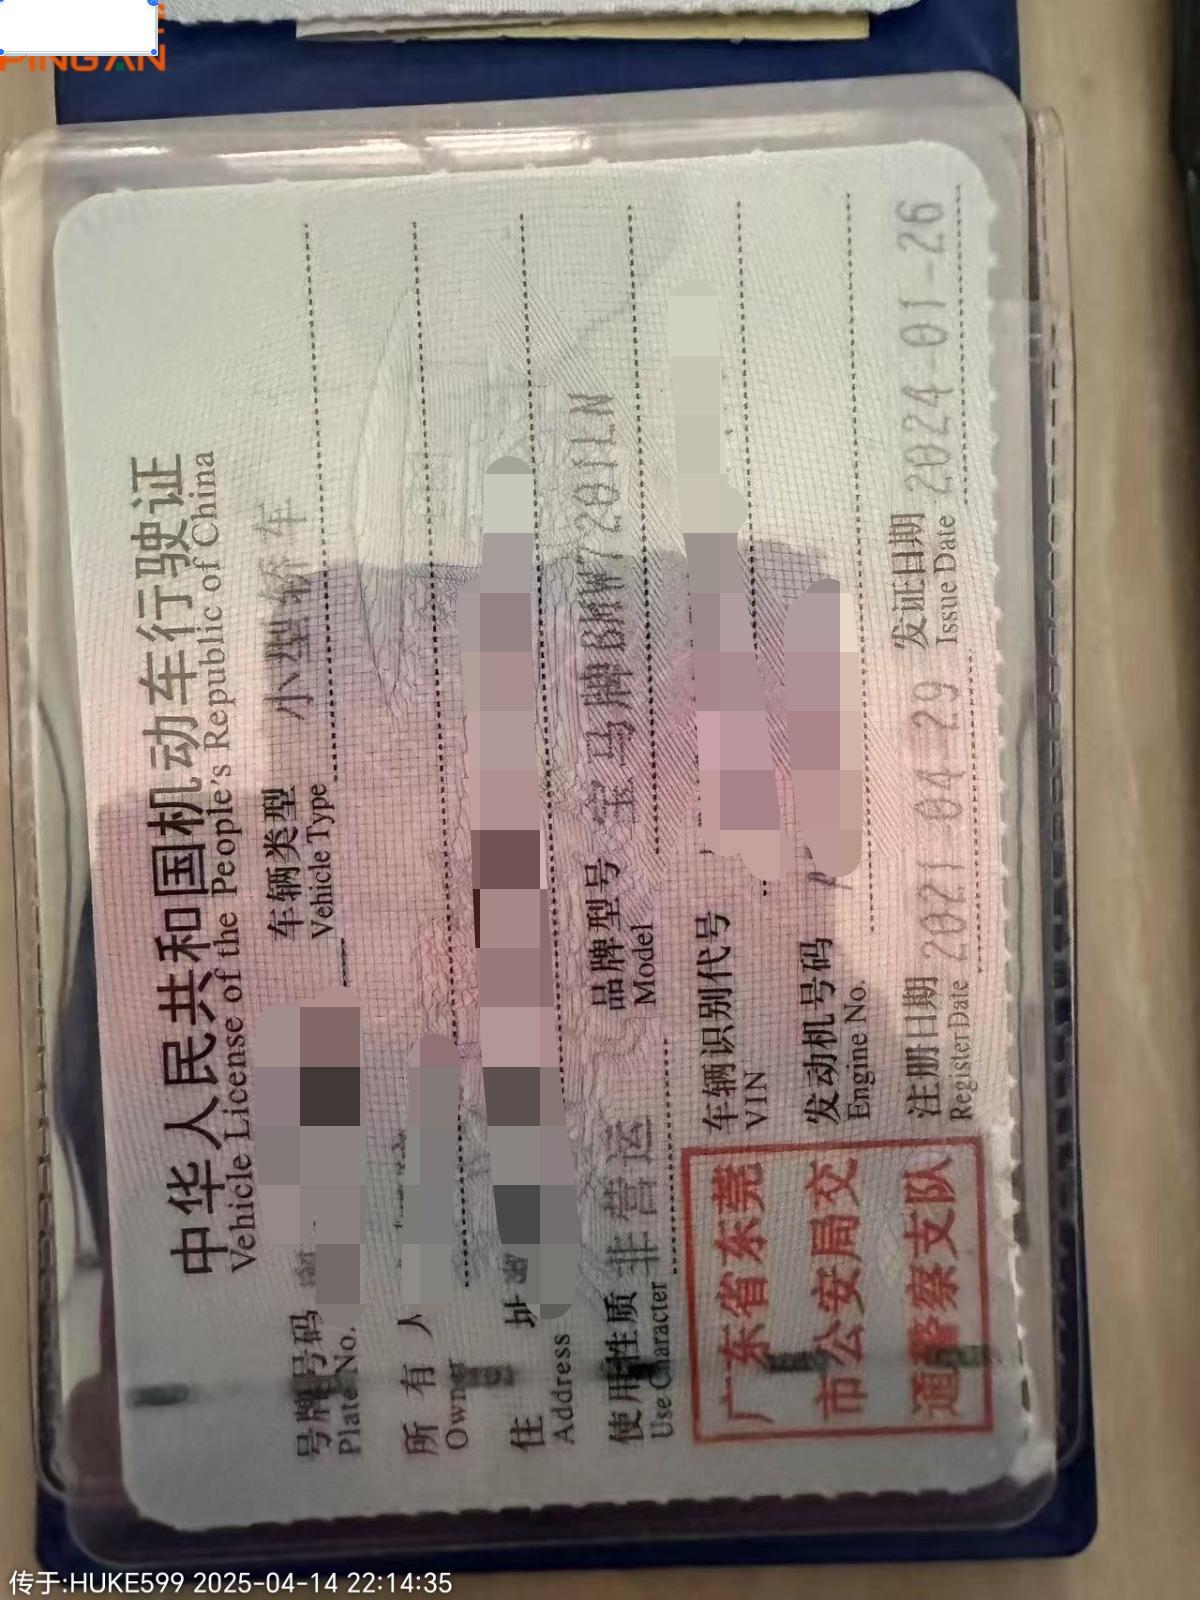 PINGAN
中华人民共和国机动车行驶证
Vehicle License of the People's Republic of China
号牌号码
Plate No.
车辆类型 小型轿车
Vehicle Type
所有人
Owner
住址
Address
使用性质 非营运
Use Character
品牌型号 宝马牌BMW7201LN
Model
车辆识别代号
VIN
发动机号码
Engine No.
广东省东莞
市公安局交
通警察支队
注册日期 2021-04-29
Register Date
发证日期 2024-01-26
Issue Date
传于:HUKE599 2025-04-14 22:14:35